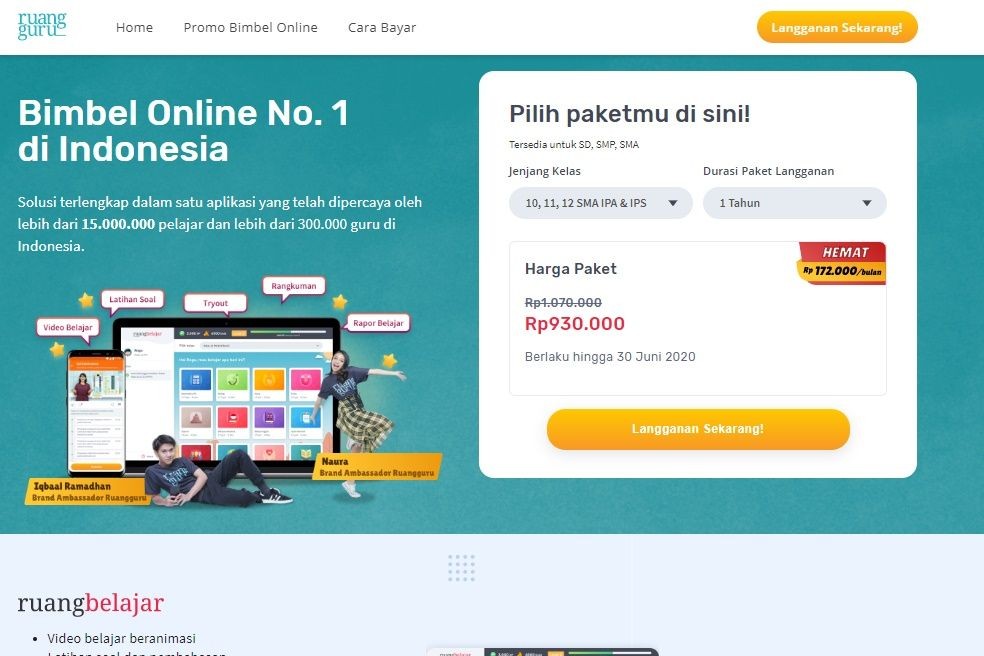 ruang
guru
Home
Promo Bimbel Online
Cara Bayar
Langganan Sekarang!
Bimbel Online No. 1
di Indonesia
Solusi terlengkap dalam satu aplikasi yang telah dipercaya oleh
lebih dari 15.000.000 pelajar dan lebih dari 300.000 guru di
Indonesia.
Rangkuman
Latihan Soal
Tryout
Video Belajar
Rapor Belajar
ruangbelajar
Naura
Brand Ambassador Ruangguru
Iqbaal Ramadhan
Brand Ambassador Ruangguru
Pilih paketmu di sini!
Tersedia untuk SD, SMP, SMA
Jenjang Kelas
Durasi Paket Langganan
10, 11, 12 SMA IPA & IPS
1 Tahun
HEMAT
Rp 172.000/bulan
Harga Paket
Rp1.070.000
Rp930.000
Berlaku hingga 30 Juni 2020
Langganan Sekarang!
ruangbelajar
• Video belajar beranimasi
Latihan soal dan pembahasan
ruangbelajar